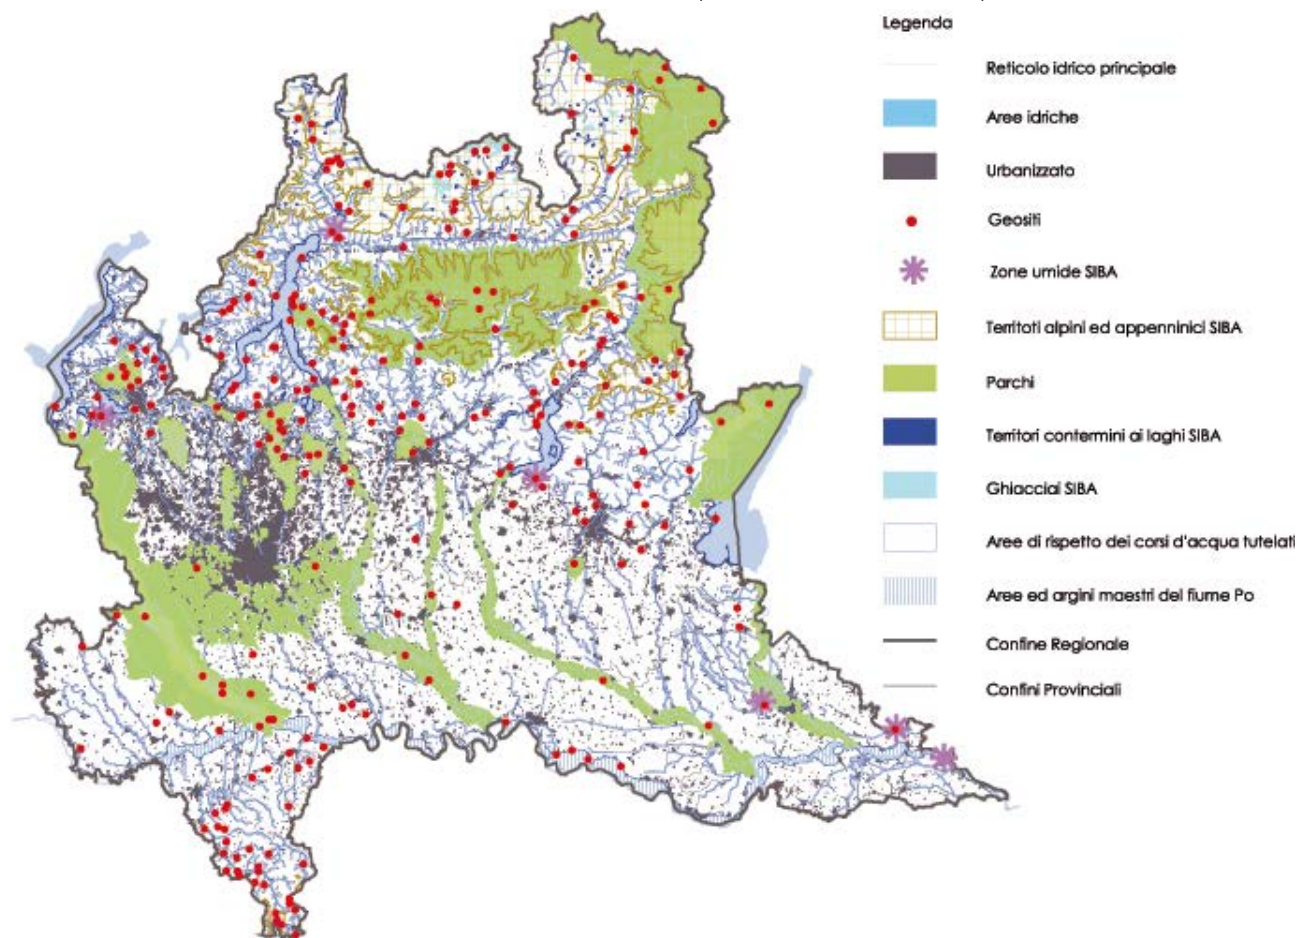 Legenda
Reticolo idrico principale
Aree idriche
Urbanizzato
Geositi
Zone umide SIBA
Territoti alpini ed appenninici SIBA
Parchi
Territori contermini ai laghi SIBA
Ghiacciai SIBA
Aree di rispetto dei corsi d'acqua tutelati
Aree ed argini maestri del fiume Po
Confine Regionale
Confini Provinciali